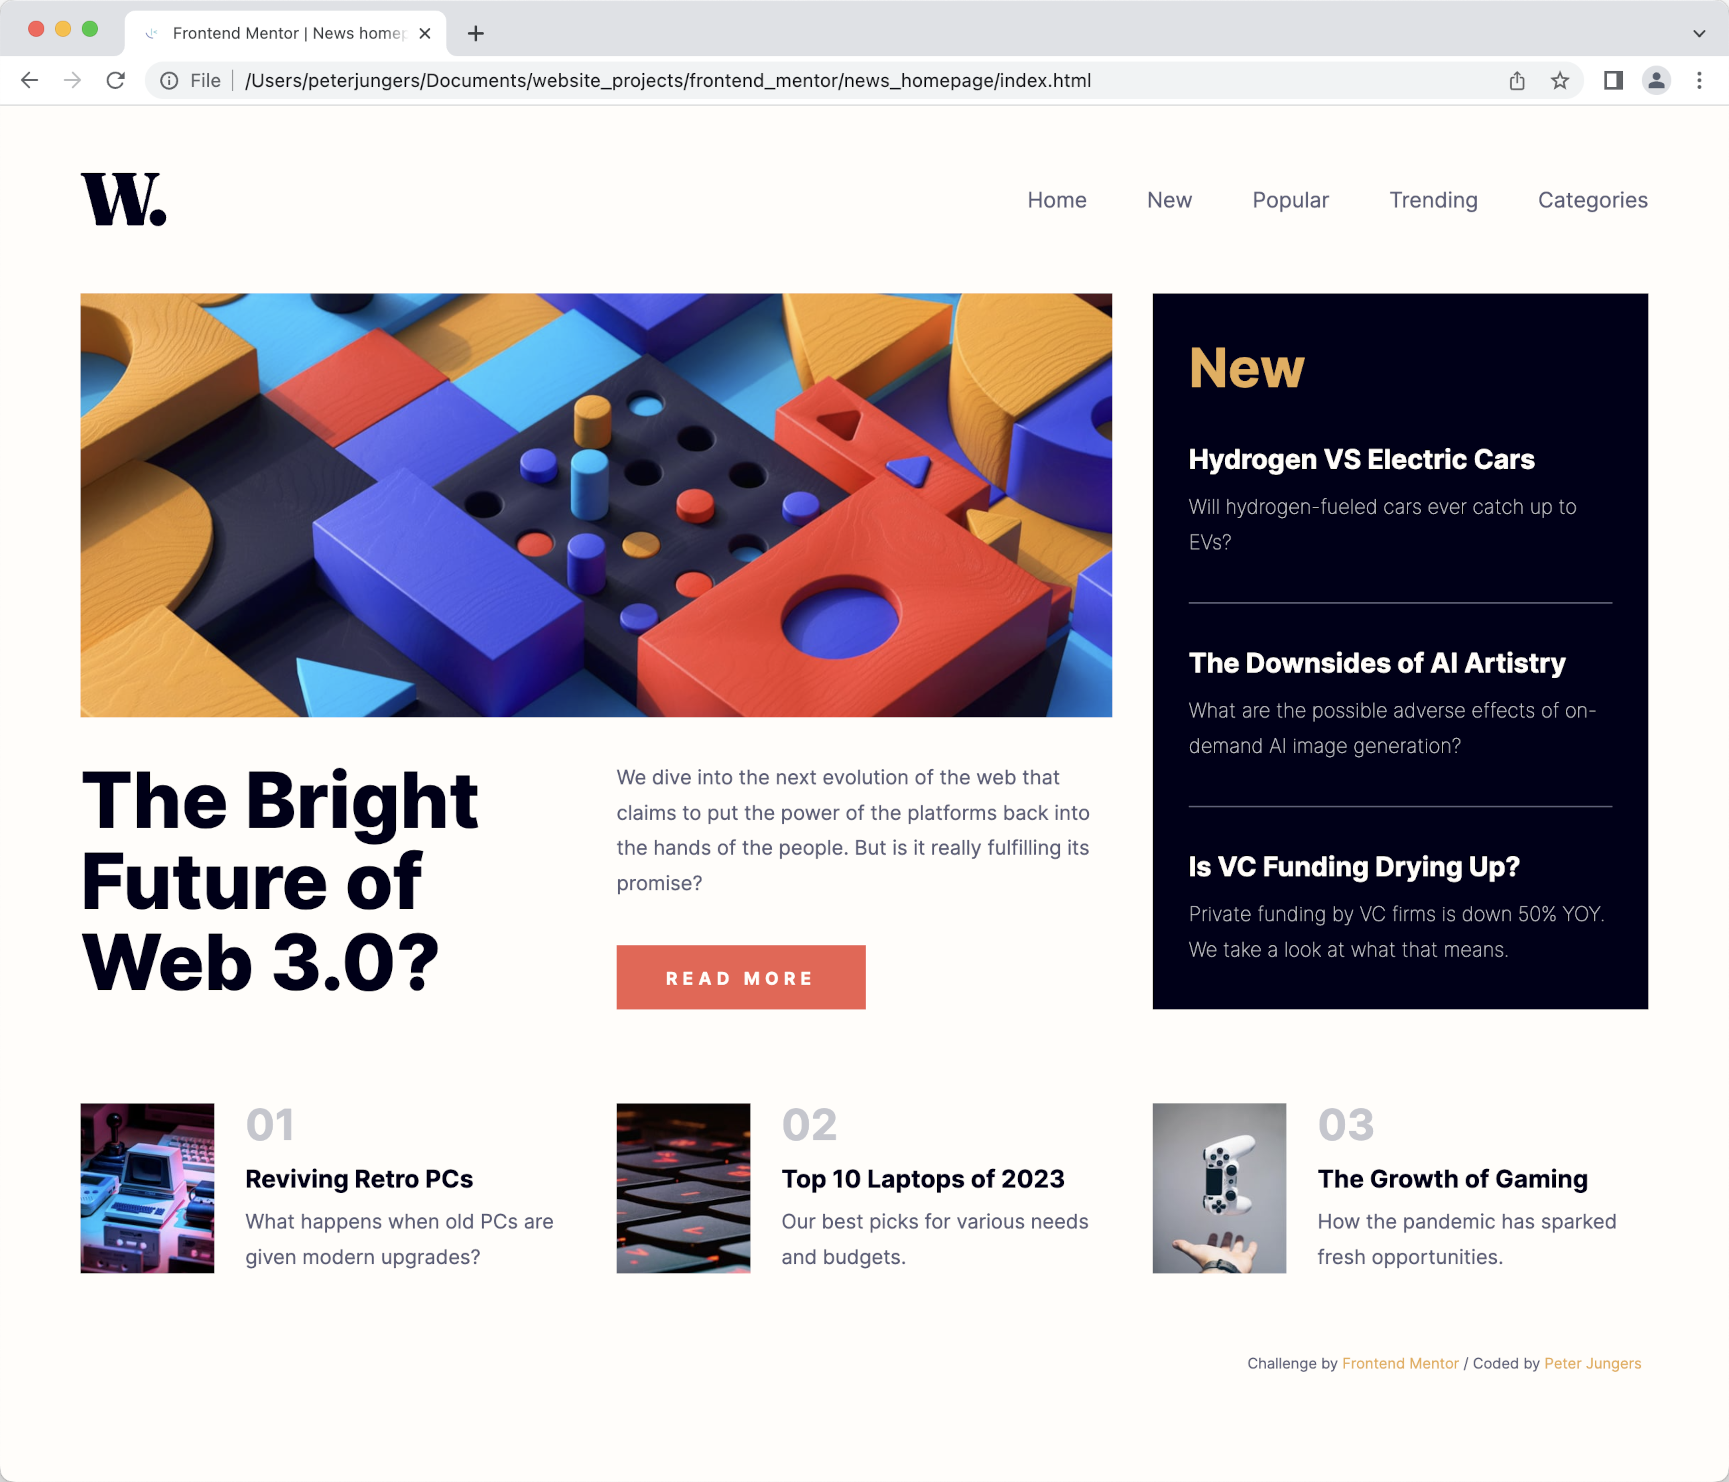 Frontend Mentor | News home
File /Users/peterjungers/Documents/website_projects/frontend_mentor/news_homepage/index.html
W.
Home New Popular Trending Categories
New
Hydrogen VS Electric Cars
Will hydrogen-fueled cars ever catch up to
EVs?
The Downsides of AI Artistry
What are the possible adverse effects of on-
demand AI image generation?
Is VC Funding Drying Up?
Private funding by VC firms is down 50% YOY.
We take a look at what that means.
The Bright
Future of
Web 3.0?
We dive into the next evolution of the web that
claims to put the power of the platforms back into
the hands of the people. But is it really fulfilling its
promise?
READ MORE
01
Reviving Retro PCs
What happens when old PCs are
given modern upgrades?
02
Top 10 Laptops of 2023
Our best picks for various needs
and budgets.
03
The Growth of Gaming
How the pandemic has sparked
fresh opportunities.
Challenge by Frontend Mentor / Coded by Peter Jungers